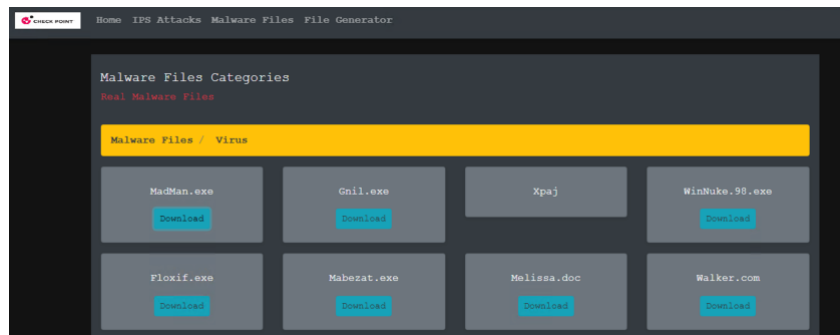 CHECK POINT Home IPS Attacks Malware Files File Generator
Malware Files Categories
Real Malware Files
Malware Files / Virus
MadMan.exe Gnil.exe Xpaj WinNuke.98.exe
Download Download Download
Floxif.exe Mabezat.exe Melissa.doc Walker.com
Download Download Download Download